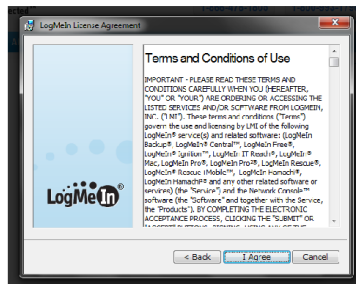 LogMeIn License Agreement
Terms and Conditions of Use
IMPORTANT - PLEASE READ THESE TERMS AND
CONDITIONS CAREFULLY WHEN YOU (HEREAFTER,
"YOU" OR "YOUR") ARE ORDERING OR ACCESSING THE
LISTED SERVICES AND/OR SOFTWARE FROM LOGMEIN,
INC. ("LMI"). These terms and conditions ("Terms")
govern the use and licensing by LMI of the following
LogMeIn® service(s) and related software: (LogMeIn
Backup®, LogMeIn® Central™, LogMeIn Free®,
LogMeIn® Ignition™, LogMeIn IT Reach®, LogMeIn®
Mac, LogMeIn Pro®, LogMeIn Pro²®, LogMeIn Rescue®,
LogMeIn® Rescue +Mobile™, LogMeIn Hamachi®,
LogMeIn Hamachi²® and any other related software or
services) (the "Service") and the Network Console™
software (the "Software" and together with the Service,
the "Products"). BY COMPLETING THE ELECTRONIC
ACCEPTANCE PROCESS, CLICKING THE "SUBMIT" OR
LogMeIn®
< Back
I Agree
Cancel